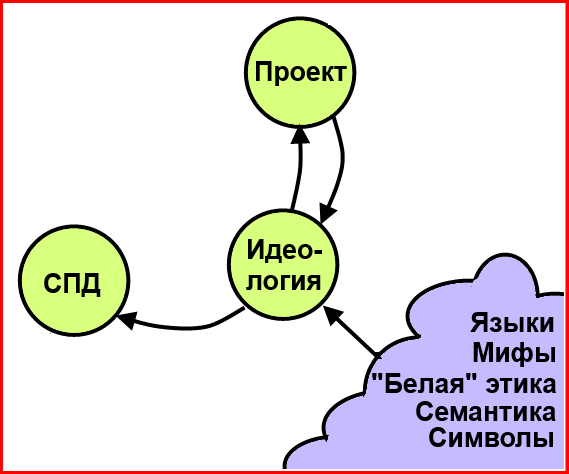 Проект
Идео-
логия
СПД
Языки
Мифы
"Белая" этика
Семантика
Символы